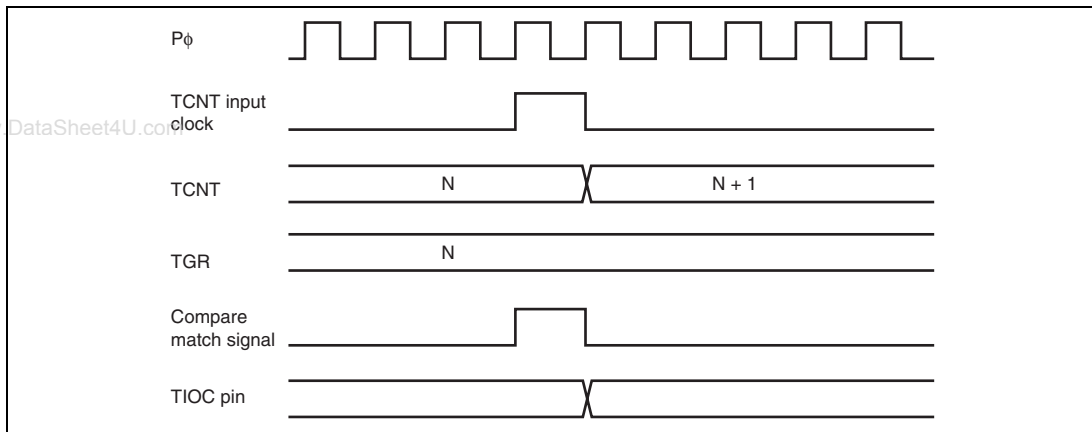 Pφ
TCNT input
clock
.DataSheet4U.com
TCNT
N
N + 1
TGR
N
Compare
match signal
TIOC pin